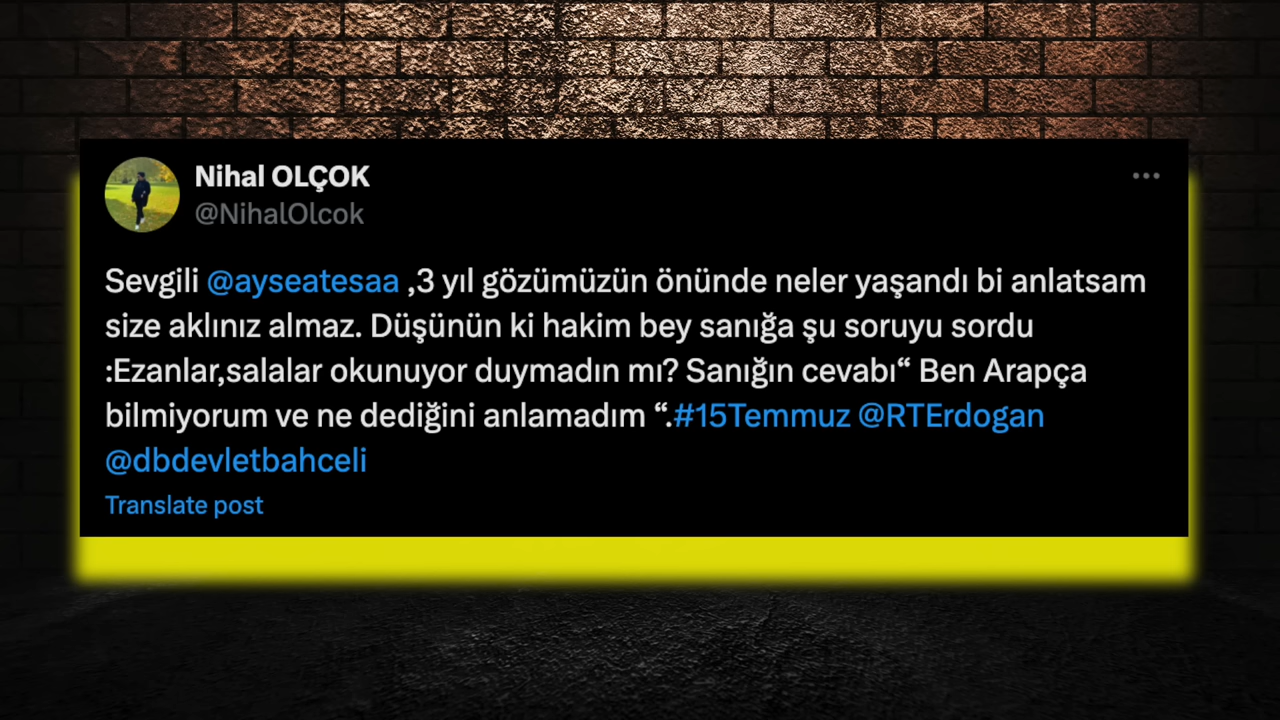 Nihal OLÇOK
@NihalOlcok
Sevgili @ayseatesaa ,3 yıl gözümüzün önünde neler yaşandı bi anlatsam
size aklınız almaz. Düşünün ki hakim bey sanığa şu soruyu sordu
:Ezanlar,salalar okunuyor duymadın mı? Sanığın cevabı“ Ben Arapça
bilmiyorum ve ne dediğini anlamadım “.#15Temmuz @RTErdogan
@dbdevletbahceli
Translate post